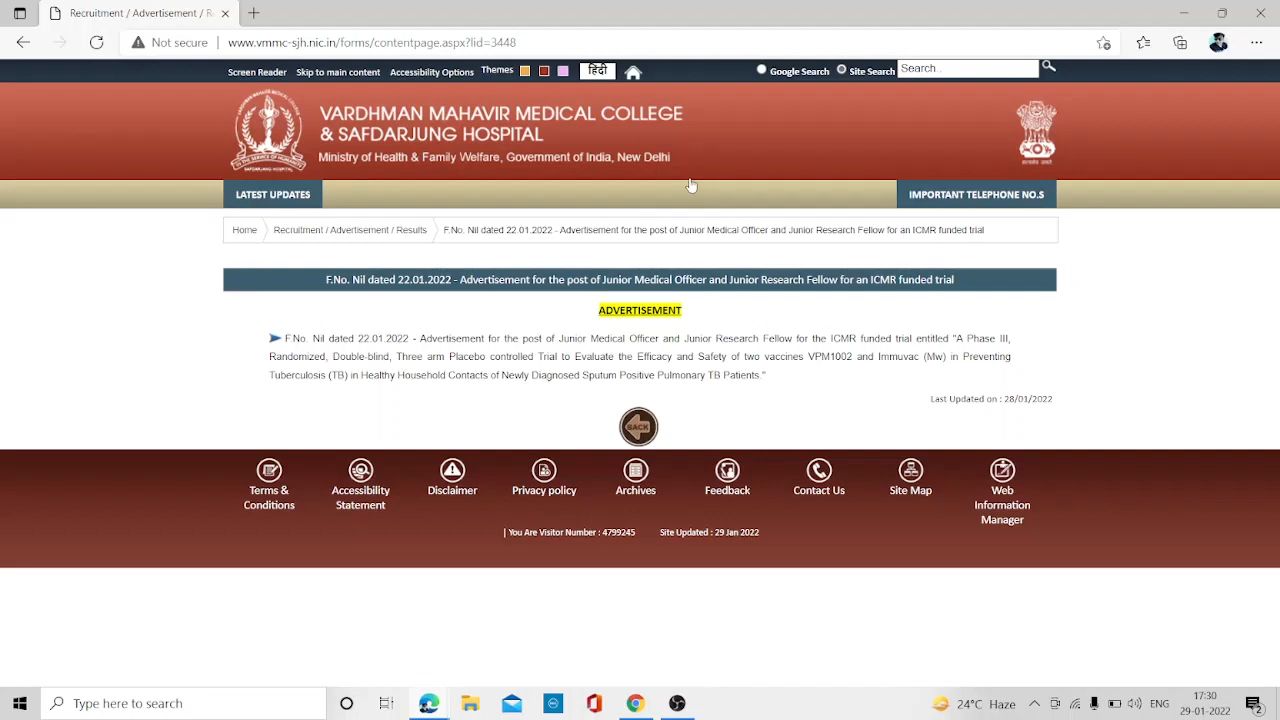 Recruitment / Advertisement / Re
Not secure
www.vmmc-sjh.nic.in/forms/contentpage.aspx?lid=3448
Screen Reader Skip to main content Accessibility Options Themes हिंदी Google Search Site Search Search..
VARDHMAN MAHAVIR MEDICAL COLLEGE
& SAFDARJUNG HOSPITAL
Ministry of Health & Family Welfare, Government of India, New Delhi
LATEST UPDATES
IMPORTANT TELEPHONE NO.S
Home Recruitment / Advertisement / Results F.No. Nil dated 22.01.2022 - Advertisement for the post of Junior Medical Officer and Junior Research Fellow for an ICMR funded trial
F.No. Nil dated 22.01.2022 - Advertisement for the post of Junior Medical Officer and Junior Research Fellow for an ICMR funded trial
ADVERTISEMENT
F.No. Nil dated 22.01.2022 - Advertisement for the post of Junior Medical Officer and Junior Research Fellow for the ICMR funded trial entitled "A Phase III,
Randomized, Double-blind, Three arm Placebo controlled Trial to Evaluate the Efficacy and Safety of two vaccines VPM1002 and Immuvac (Mw) in Preventing
Tuberculosis (TB) in Healthy Household Contacts of Newly Diagnosed Sputum Positive Pulmonary TB Patients."
Last Updated on : 28/01/2022
BACK
Terms & Conditions
Accessibility Statement
Disclaimer
Privacy policy
Archives
Feedback
Contact Us
Site Map
Web Information Manager
| You Are Visitor Number : 4799245
Site Updated : 29 Jan 2022
Type here to search
24°C Haze
ENG
17:30
29-01-2022
2